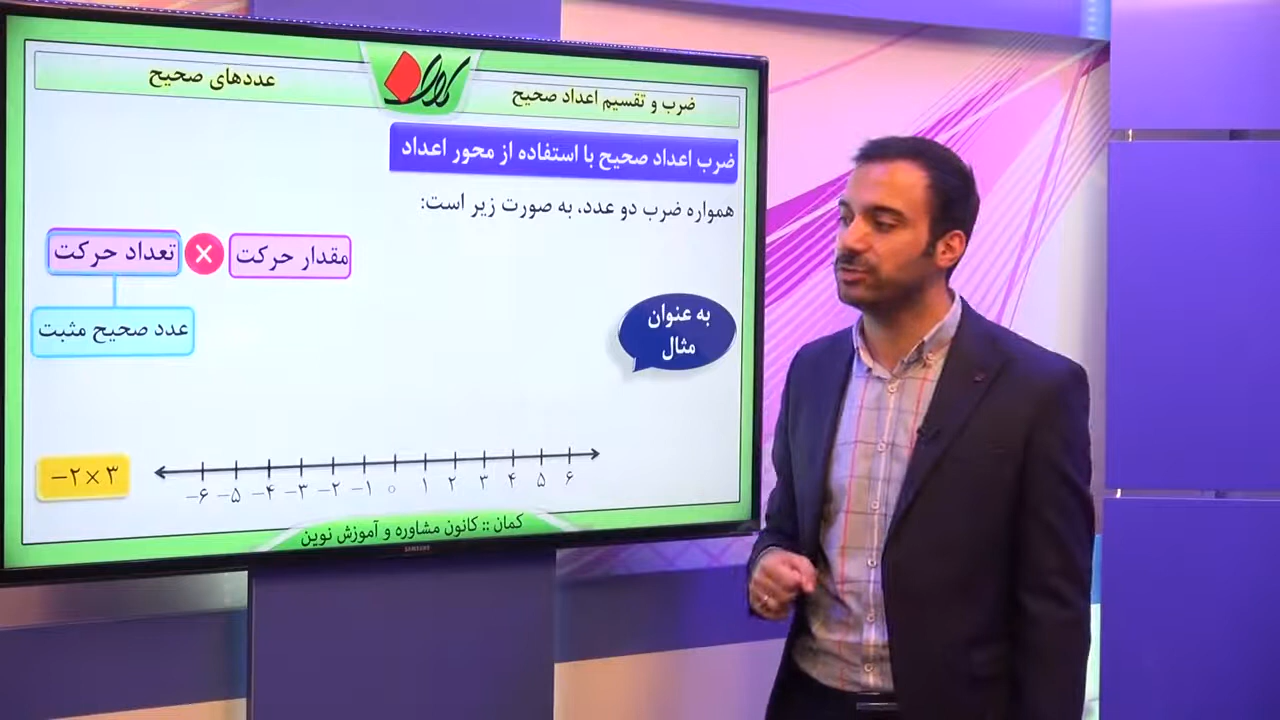 ضرب و تقسیم اعداد صحیح
کمان
عددهای صحیح
ضرب اعداد صحیح با استفاده از محور اعداد
همواره ضرب دو عدد، به صورت زیر است:
تعداد حرکت × مقدار حرکت
عدد صحیح مثبت
به عنوان
مثال
−۲×۳
−۶ −۵ −۴ −۳ −۲ −۱ ۰ ۱ ۲ ۳ ۴ ۵ ۶
کمان :: کانون مشاوره و آموزش نوین
SAMSUNG